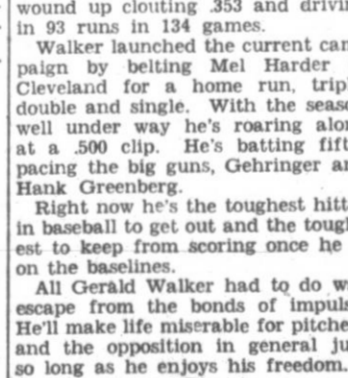 wound up clouting .353 and drivi
in 93 runs in 134 games.
Walker launched the current cam
paign by belting Mel Harder
Cleveland for a home run, trip
double and single. With the seas
well under way he's roaring alo
at a .500 clip. He's batting fift
pacing the big guns, Gehringer a
Hank Greenberg.
Right now he's the toughest hitt
in baseball to get out and the toug
est to keep from scoring once he
on the baselines.
All Gerald Walker had to do w
escape from the bonds of impuls
He'll make life miserable for pitche
and the opposition in general ju
so long as he enjoys his freedom.